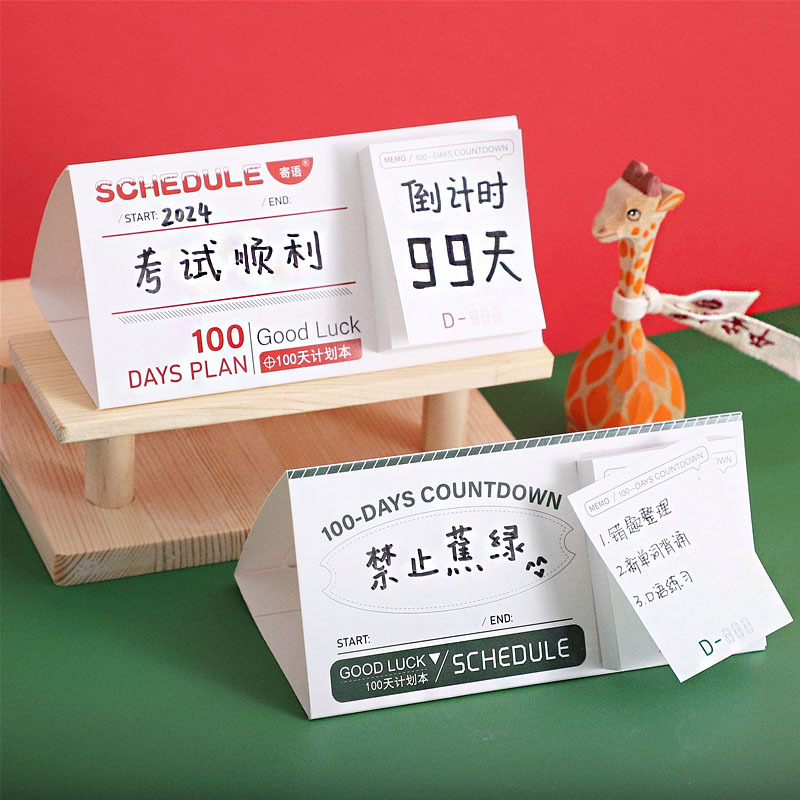 SCHEDULE 寄语®
/ START: 2024 / END:
考试顺利
100 DAYS PLAN
Good Luck
100天计划本
MEMO / 100-DAYS COUNTDOWN
倒计时
99天
D-888
100-DAYS COUNTDOWN
禁止蕉绿
START: / END:
GOOD LUCK
100天计划本
/ SCHEDULE
OWN
MEMO / 100-DAYS COUNTDOWN
1.错题整理
2.新单词背诵
3.口语练习
D-888